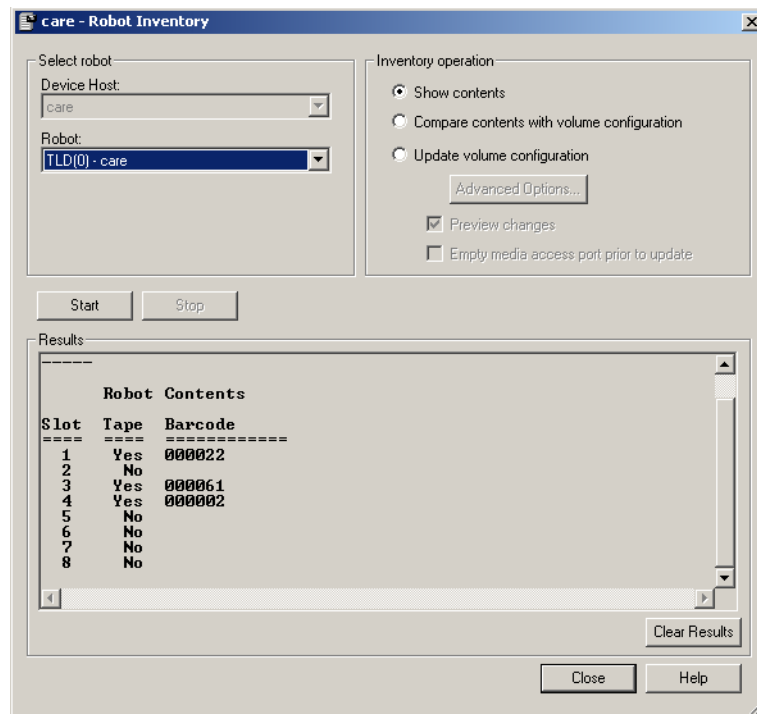 care - Robot Inventory
Select robot
Device Host:
care
Robot:
TLD(0) - care
Inventory operation
Show contents
Compare contents with volume configuration
Update volume configuration
Advanced Options...
Preview changes
Empty media access port prior to update
Start
Stop
Results
-----
Robot Contents
Slot Tape Barcode
==== ==== ============
1 Yes 000022
2 No
3 Yes 000061
4 Yes 000002
5 No
6 No
7 No
8 No
Clear Results
Close
Help